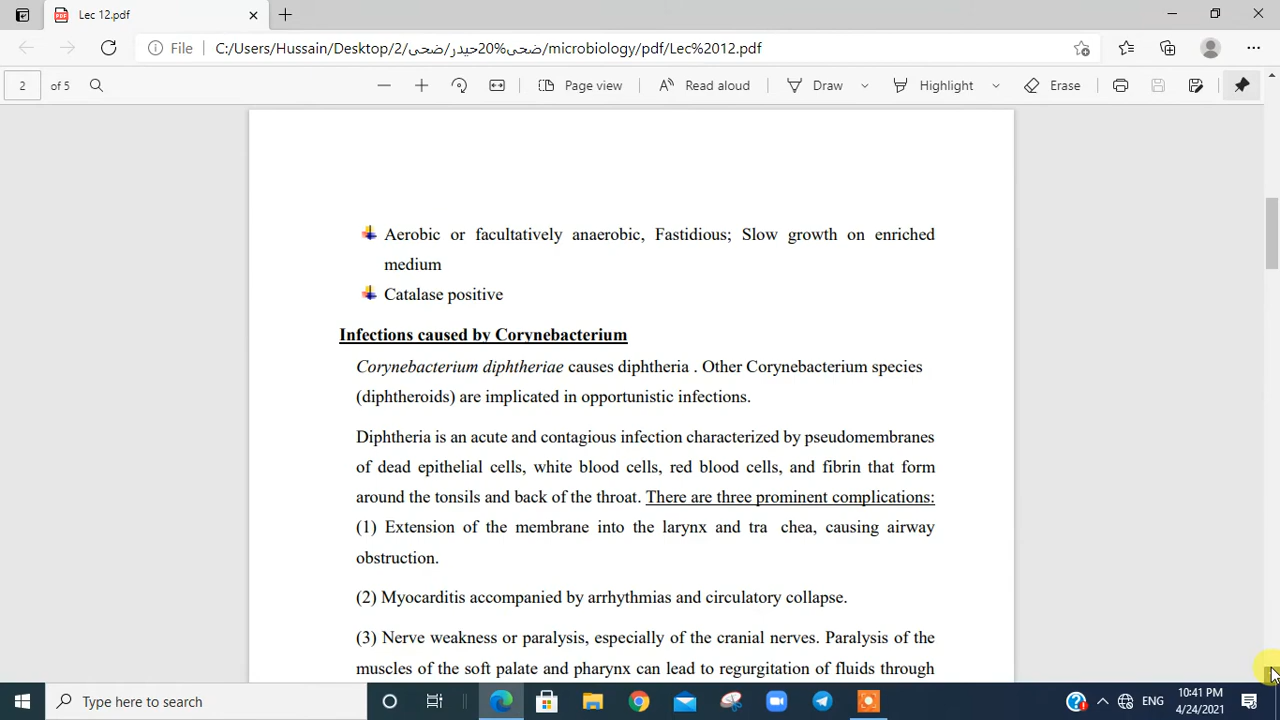 Lec 12.pdf
File
C:/Users/Hussain/Desktop/2/ضحى/حيدر%20ضحى/microbiology/pdf/Lec%2012.pdf
2 of 5
Page view
Read aloud
Draw
Highlight
Erase
Aerobic or facultatively anaerobic, Fastidious; Slow growth on enriched
medium
Catalase positive
Infections caused by Corynebacterium
Corynebacterium diphtheriae causes diphtheria . Other Corynebacterium species
(diphtheroids) are implicated in opportunistic infections.
Diphtheria is an acute and contagious infection characterized by pseudomembranes
of dead epithelial cells, white blood cells, red blood cells, and fibrin that form
around the tonsils and back of the throat. There are three prominent complications:
(1) Extension of the membrane into the larynx and tra chea, causing airway
obstruction.
(2) Myocarditis accompanied by arrhythmias and circulatory collapse.
(3) Nerve weakness or paralysis, especially of the cranial nerves. Paralysis of the
muscles of the soft palate and pharynx can lead to regurgitation of fluids through
Type here to search
ENG
10:41 PM
4/24/2021